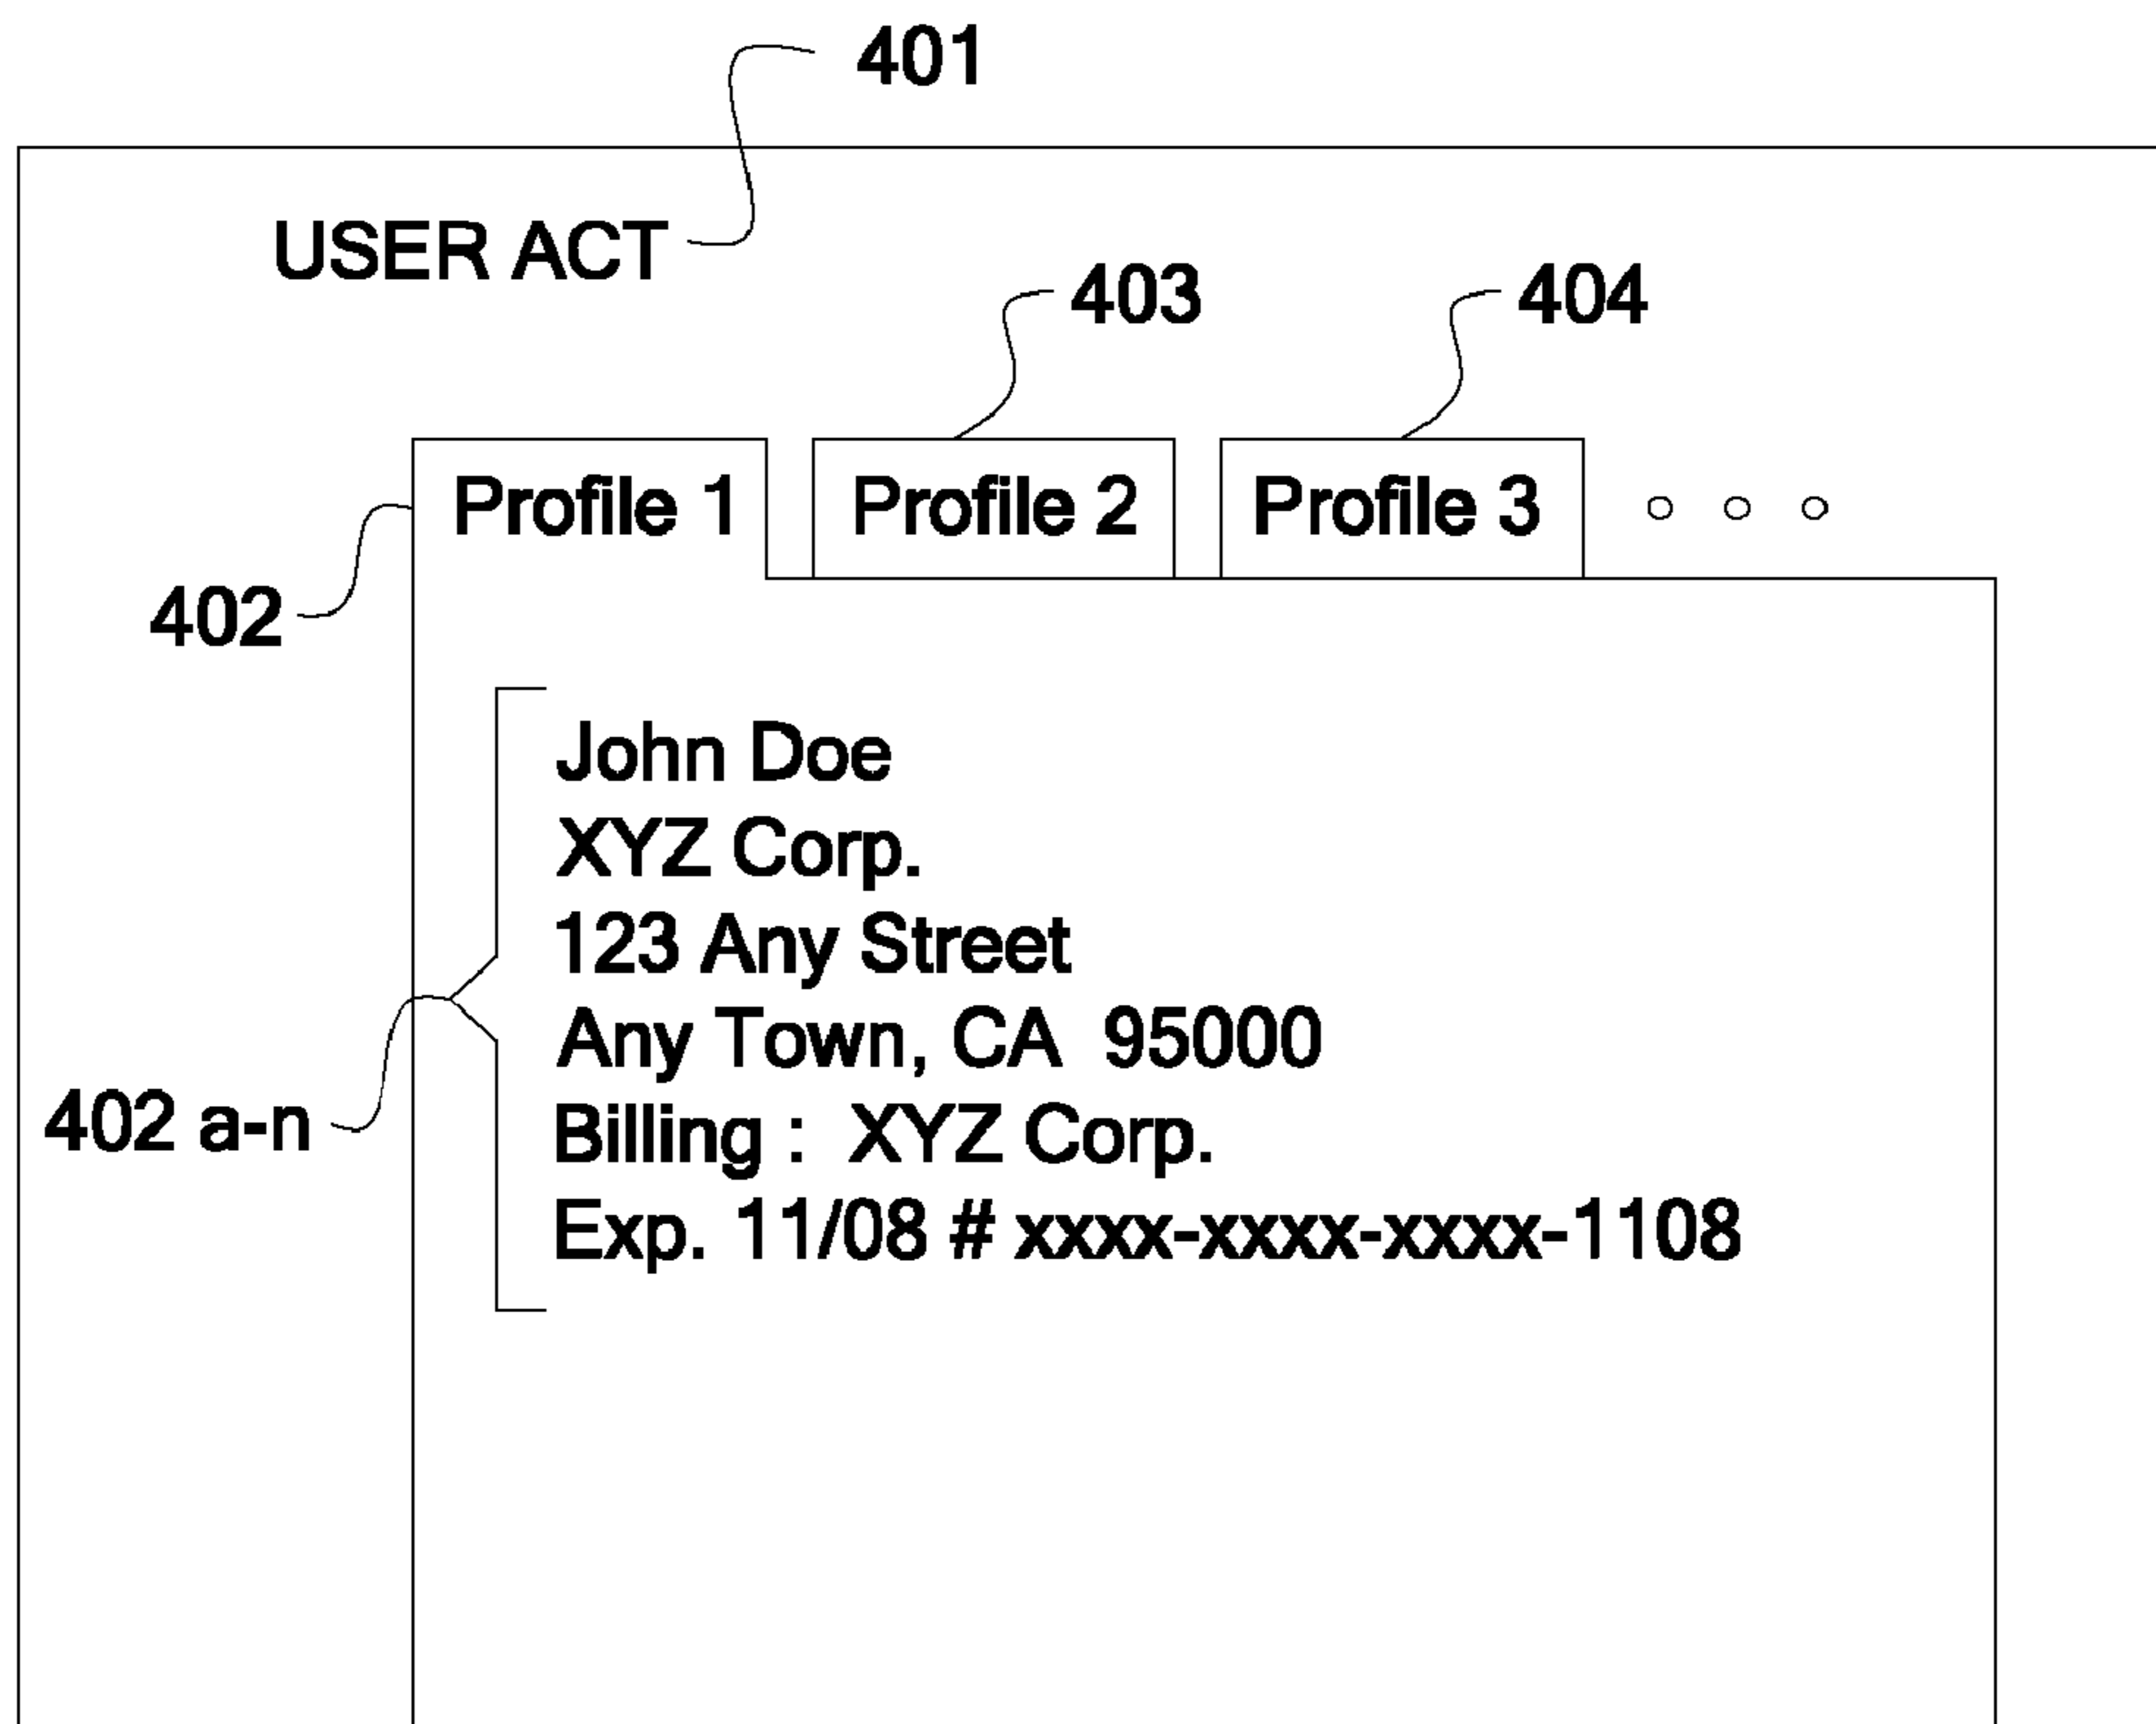 401
USER ACT
403
404
Profile 1 Profile 2 Profile 3
402
John Doe
XYZ Corp.
123 Any Street
Any Town, CA 95000
402 a-n
Billing : XYZ Corp.
Exp. 11/08 # xxxx-xxxx-xxxx-1108